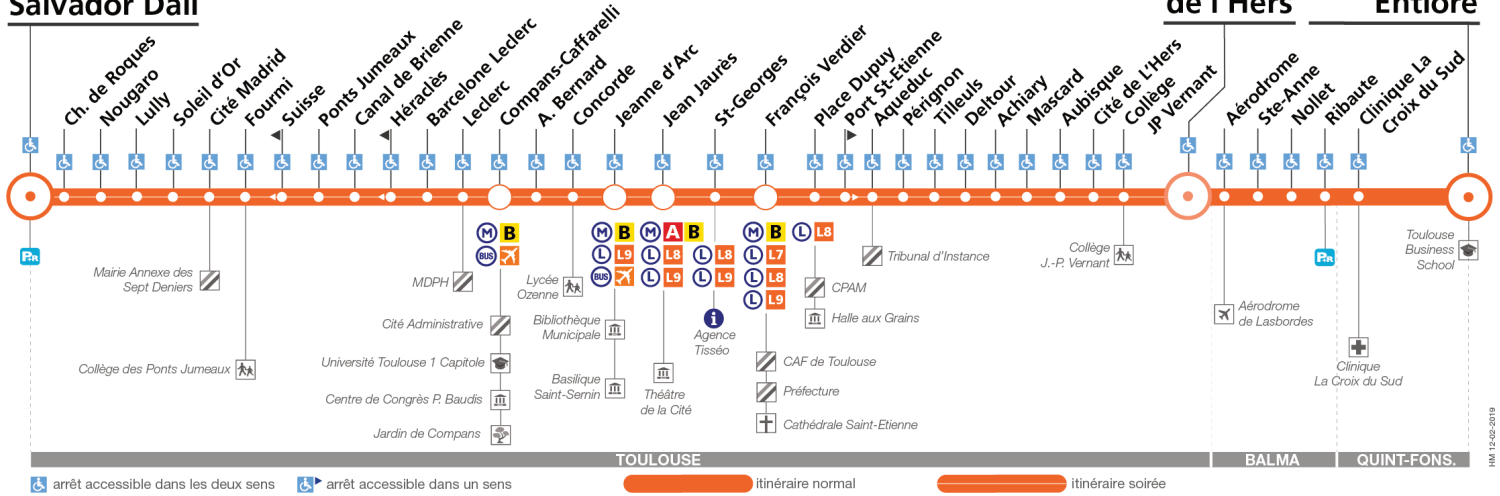 Salvador Dalí
de l'Hers
Entiore
Ch. de Roques
Nougaro
Lully
Soleil d'Or
Cité Madrid
Fourmi
Suisse
Ponts Jumeaux
Canal de Brienne
Héraclès
Barcelone Leclerc
Leclerc
Compans-Caffarelli
A. Bernard
Concorde
Jeanne d'Arc
Jean Jaurès
St-Georges
François Verdier
Place Dupuy
Port St-Etienne
Aqueduc
Pérignon
Tilleuls
Deltour
Achiary
Mascard
Aubisque
Cité de L'Hers
Collège
JP Vernant
Aérodrome
Ste-Anne
Nollet
Ribaute
Clinique La
Croix du Sud
P+R
Mairie Annexe des
Sept Deniers
Collège des Ponts Jumeaux
MDPH
M B
BUS
Cité Administrative
Université Toulouse 1 Capitole
Centre de Congrès P. Baudis
Jardin de Compans
Lycée
Ozenne
M B
L L9
BUS
Bibliothèque
Municipale
Basilique
Saint-Sernin
M A B
L L8
L L9
Théâtre
de la Cité
L L8
L L9
i
Agence
Tisséo
M B
L L7
L L8
L L9
CAF de Toulouse
Préfecture
Cathédrale Saint-Etienne
L L8
CPAM
Halle aux Grains
Tribunal d'Instance
Collège
J.-P. Vernant
Aérodrome
de Lasbordes
P+R
Clinique
La Croix du Sud
Toulouse
Business
School
TOULOUSE
BALMA
QUINT-FONS.
arrêt accessible dans les deux sens
arrêt accessible dans un sens
itinéraire normal
itinéraire soirée
HM 12-02-2019